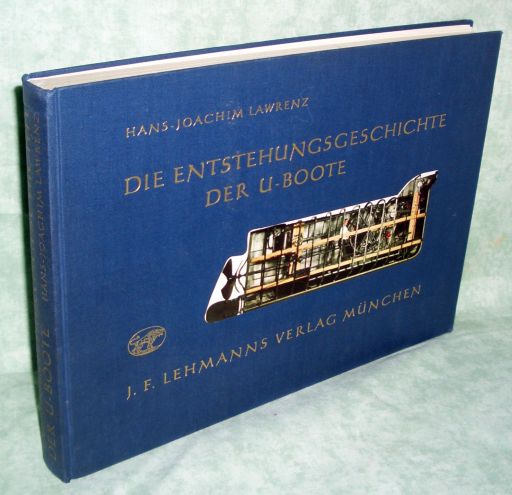 HANS-JOACHIM LAWRENZ
DIE ENTSTEHUNGSGESCHICHTE
DER U-BOOTE
J. F. LEHMANNS VERLAG MÜNCHEN
HANS-JOACHIM LAWRENZ
DER U-BOOTE